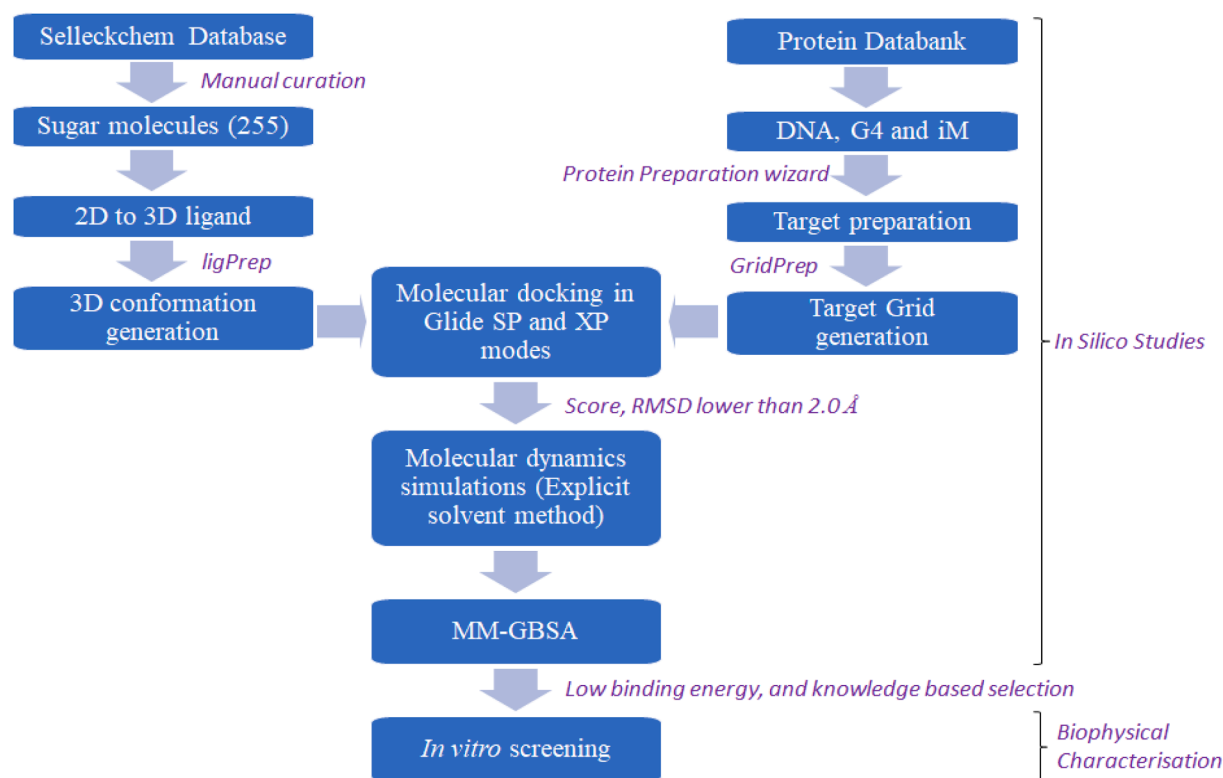 Selleckchem Database
Manual curation
Sugar molecules (255)
2D to 3D ligand
ligPrep
3D conformation
generation
Protein Databank
DNA, G4 and iM
Protein Preparation wizard
Target preparation
GridPrep
Target Grid
generation
Molecular docking in
Glide SP and XP
modes
Score, RMSD lower than 2.0 Å
Molecular dynamics
simulations (Explicit
solvent method)
MM-GBSA
Low binding energy, and knowledge based selection
In vitro screening
In Silico Studies
Biophysical
Characterisation